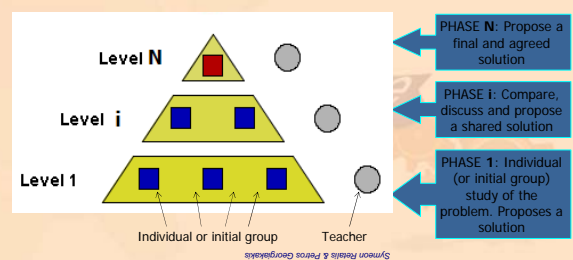 Level N
Level i
Level 1
Individual or initial group
Teacher
PHASE N: Propose a
final and agreed
solution
PHASE i: Compare,
discuss and propose
a shared solution
PHASE 1: Individual
(or initial group)
study of the
problem. Proposes a
solution
Symeon Retalis & Petros Georgiakakis